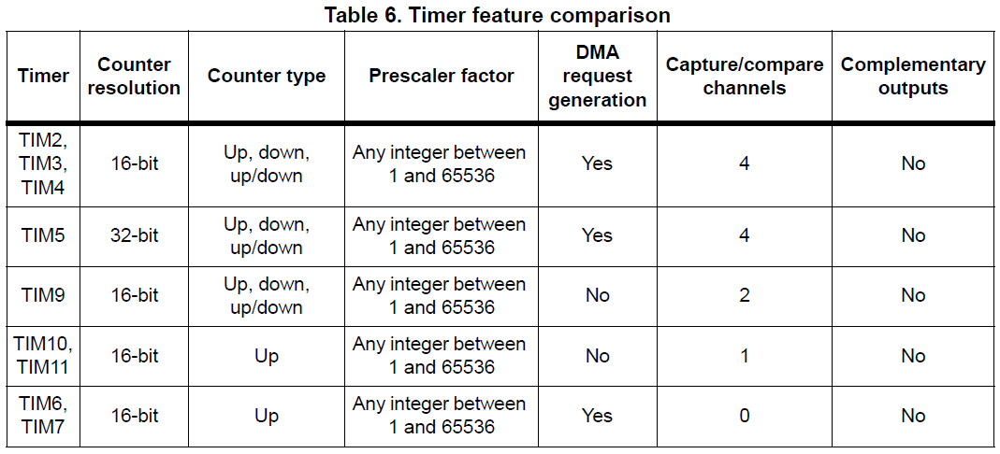 Table 6. Timer feature comparison
Timer
Counter
resolution
Counter type
Prescaler factor
DMA
request
generation
Capture/compare
channels
Complementary
outputs
TIM2,
TIM3,
TIM4
16-bit
Up, down,
up/down
Any integer between
1 and 65536
Yes
4
No
TIM5
32-bit
Up, down,
up/down
Any integer between
1 and 65536
Yes
4
No
TIM9
16-bit
Up, down,
up/down
Any integer between
1 and 65536
No
2
No
TIM10,
TIM11
16-bit
Up
Any integer between
1 and 65536
No
1
No
TIM6,
TIM7
16-bit
Up
Any integer between
1 and 65536
Yes
0
No